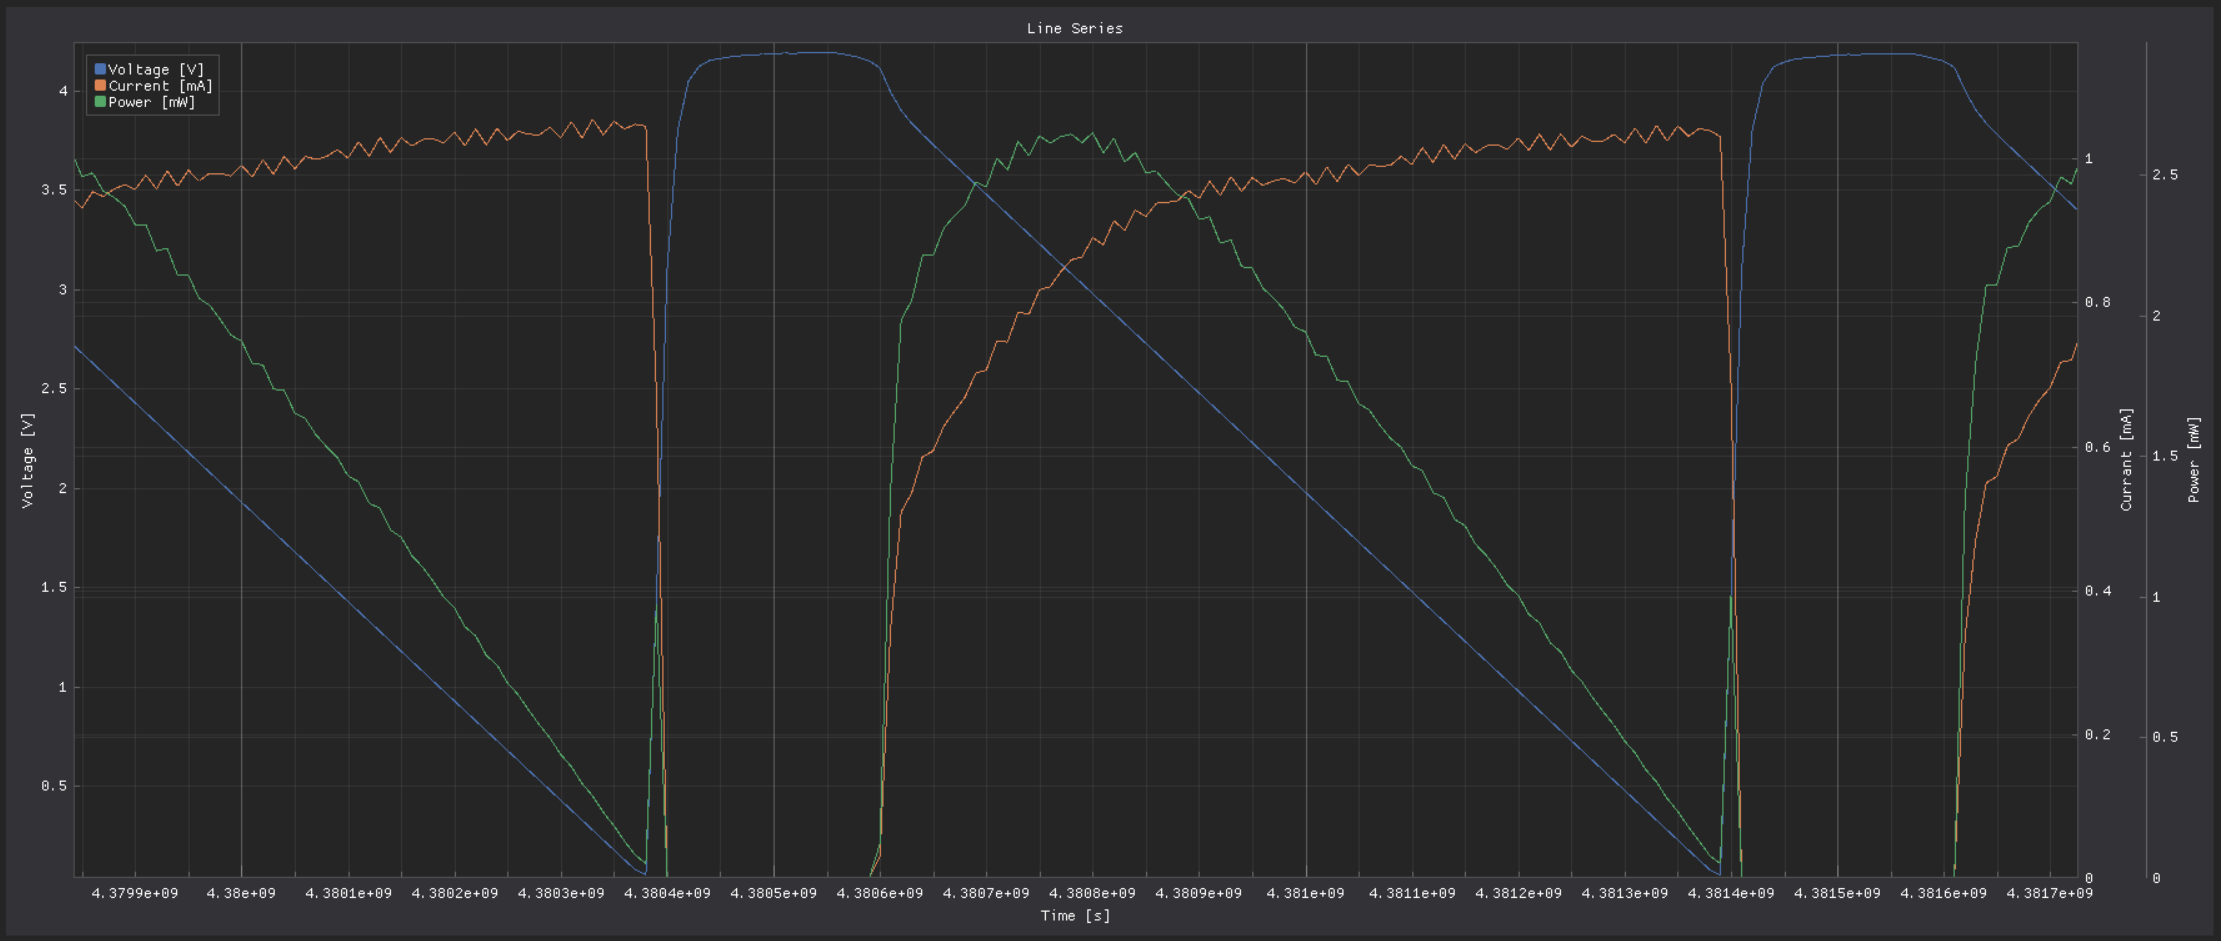 Line Series
Voltage [V]
Current [mA]
Power [mW]
4
3.5
3
2.5
2
1.5
1
0.5
Voltage [V]
1
0.8
0.6
0.4
0.2
0
Current [mA]
2.5
2
1.5
1
0.5
0
Power [mW]
4.3799e+09 4.38e+09 4.3801e+09 4.3802e+09 4.3803e+09 4.3804e+09 4.3805e+09 4.3806e+09 4.3807e+09 4.3808e+09 4.3809e+09 4.381e+09 4.3811e+09 4.3812e+09 4.3813e+09 4.3814e+09 4.3815e+09 4.3816e+09 4.3817e+09
Time [s]